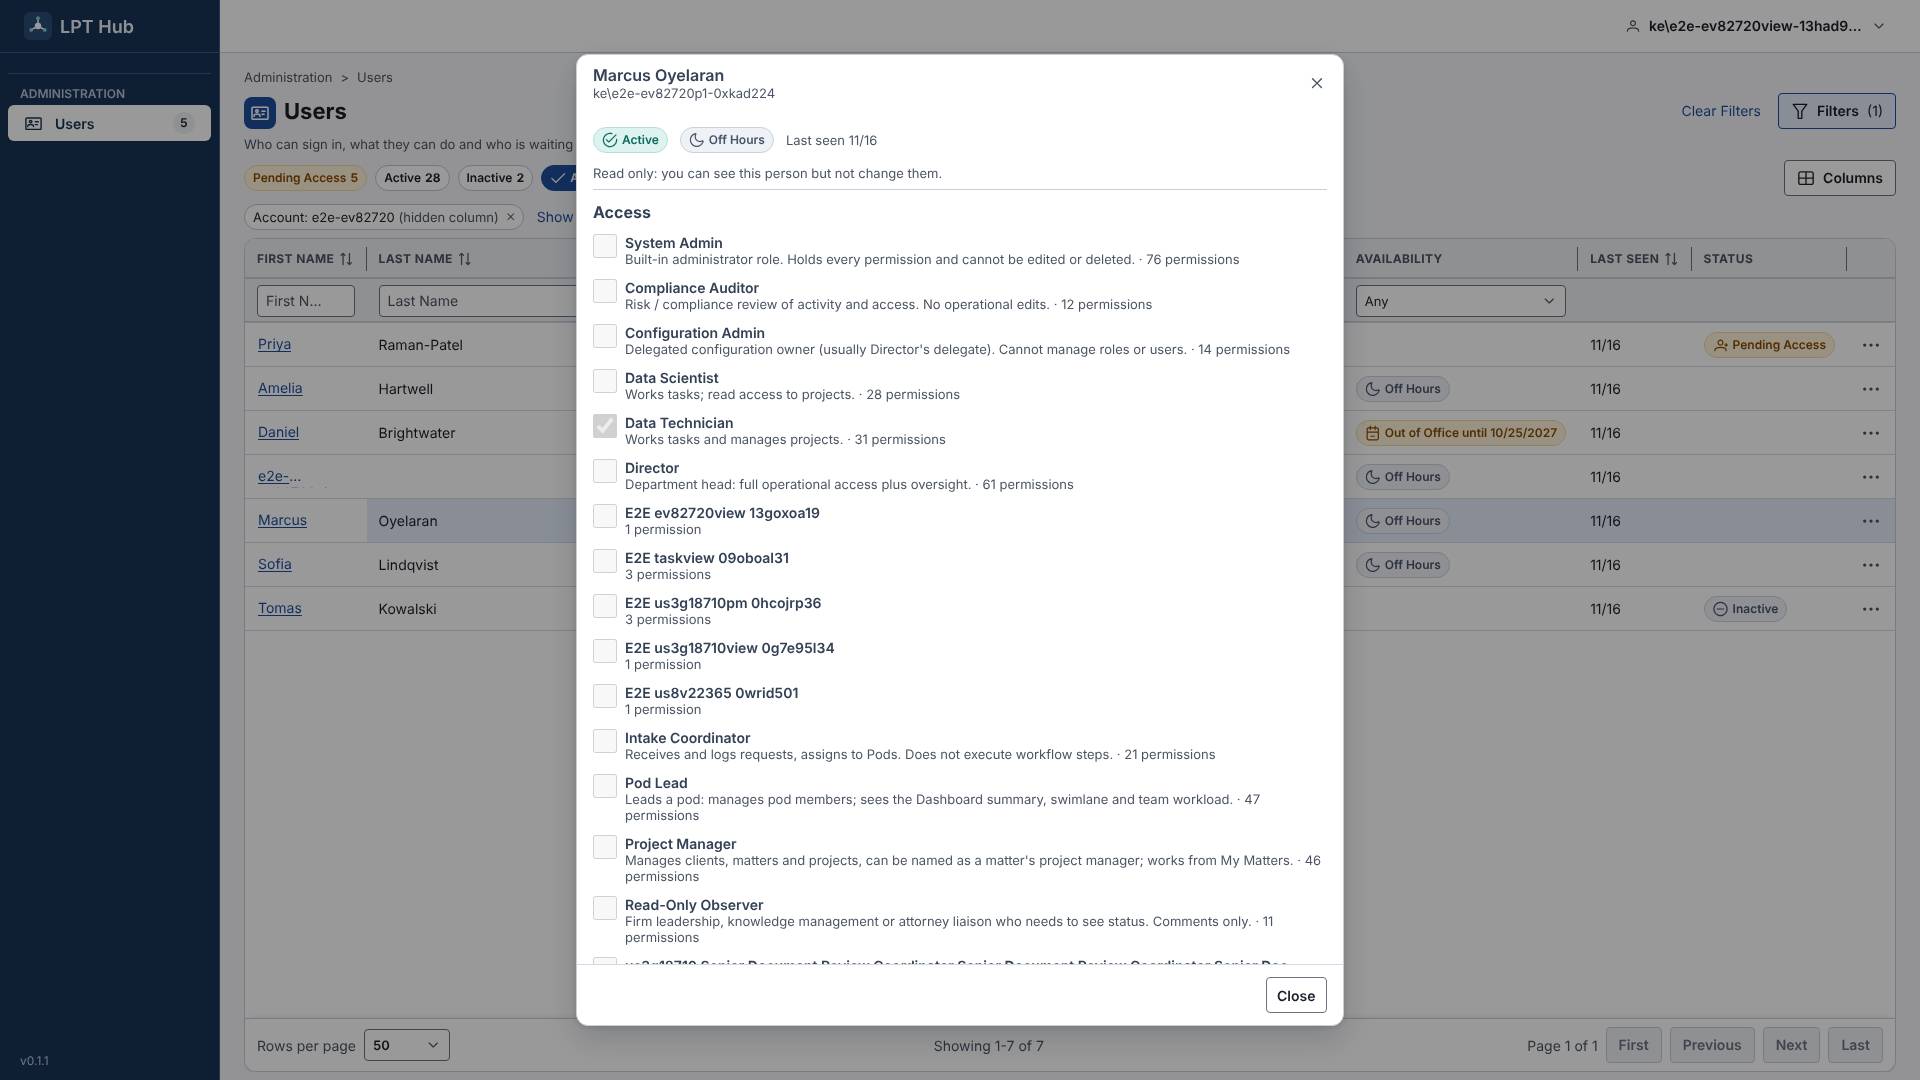 LPT Hub
ke\e2e-ev82720view-13had9...
ADMINISTRATION
Users 5
v0.1.1
Administration > Users
Users
Who can sign in, what they can do and who is waiting
Clear Filters
Filters (1)
Pending Access 5
Active 28
Inactive 2
Columns
Account: e2e-ev82720 (hidden column) ×
Show
FIRST NAME LAST NAME AVAILABILITY LAST SEEN STATUS
First N... Last Name Any
Priya Raman-Patel 11/16 Pending Access
Amelia Hartwell Off Hours 11/16
Daniel Brightwater Out of Office until 10/25/2027 11/16
e2e-... Off Hours 11/16
Marcus Oyelaran Off Hours 11/16
Sofia Lindqvist Off Hours 11/16
Tomas Kowalski 11/16 Inactive
Rows per page 50
Showing 1-7 of 7
Page 1 of 1 First Previous Next Last
Marcus Oyelaran
ke\e2e-ev82720p1-0xkad224
Active Off Hours Last seen 11/16
Read only: you can see this person but not change them.
Access
System Admin
Built-in administrator role. Holds every permission and cannot be edited or deleted. · 76 permissions
Compliance Auditor
Risk / compliance review of activity and access. No operational edits. · 12 permissions
Configuration Admin
Delegated configuration owner (usually Director's delegate). Cannot manage roles or users. · 14 permissions
Data Scientist
Works tasks; read access to projects. · 28 permissions
Data Technician
Works tasks and manages projects. · 31 permissions
Director
Department head: full operational access plus oversight. · 61 permissions
E2E ev82720view 13goxoa19
1 permission
E2E taskview 09oboal31
3 permissions
E2E us3g18710pm 0hcojrp36
3 permissions
E2E us3g18710view 0g7e95l34
1 permission
E2E us8v22365 0wrid501
1 permission
Intake Coordinator
Receives and logs requests, assigns to Pods. Does not execute workflow steps. · 21 permissions
Pod Lead
Leads a pod: manages pod members; sees the Dashboard summary, swimlane and team workload. · 47
permissions
Project Manager
Manages clients, matters and projects, can be named as a matter's project manager; works from My Matters. · 46
permissions
Read-Only Observer
Firm leadership, knowledge management or attorney liaison who needs to see status. Comments only. · 11
permissions
Close